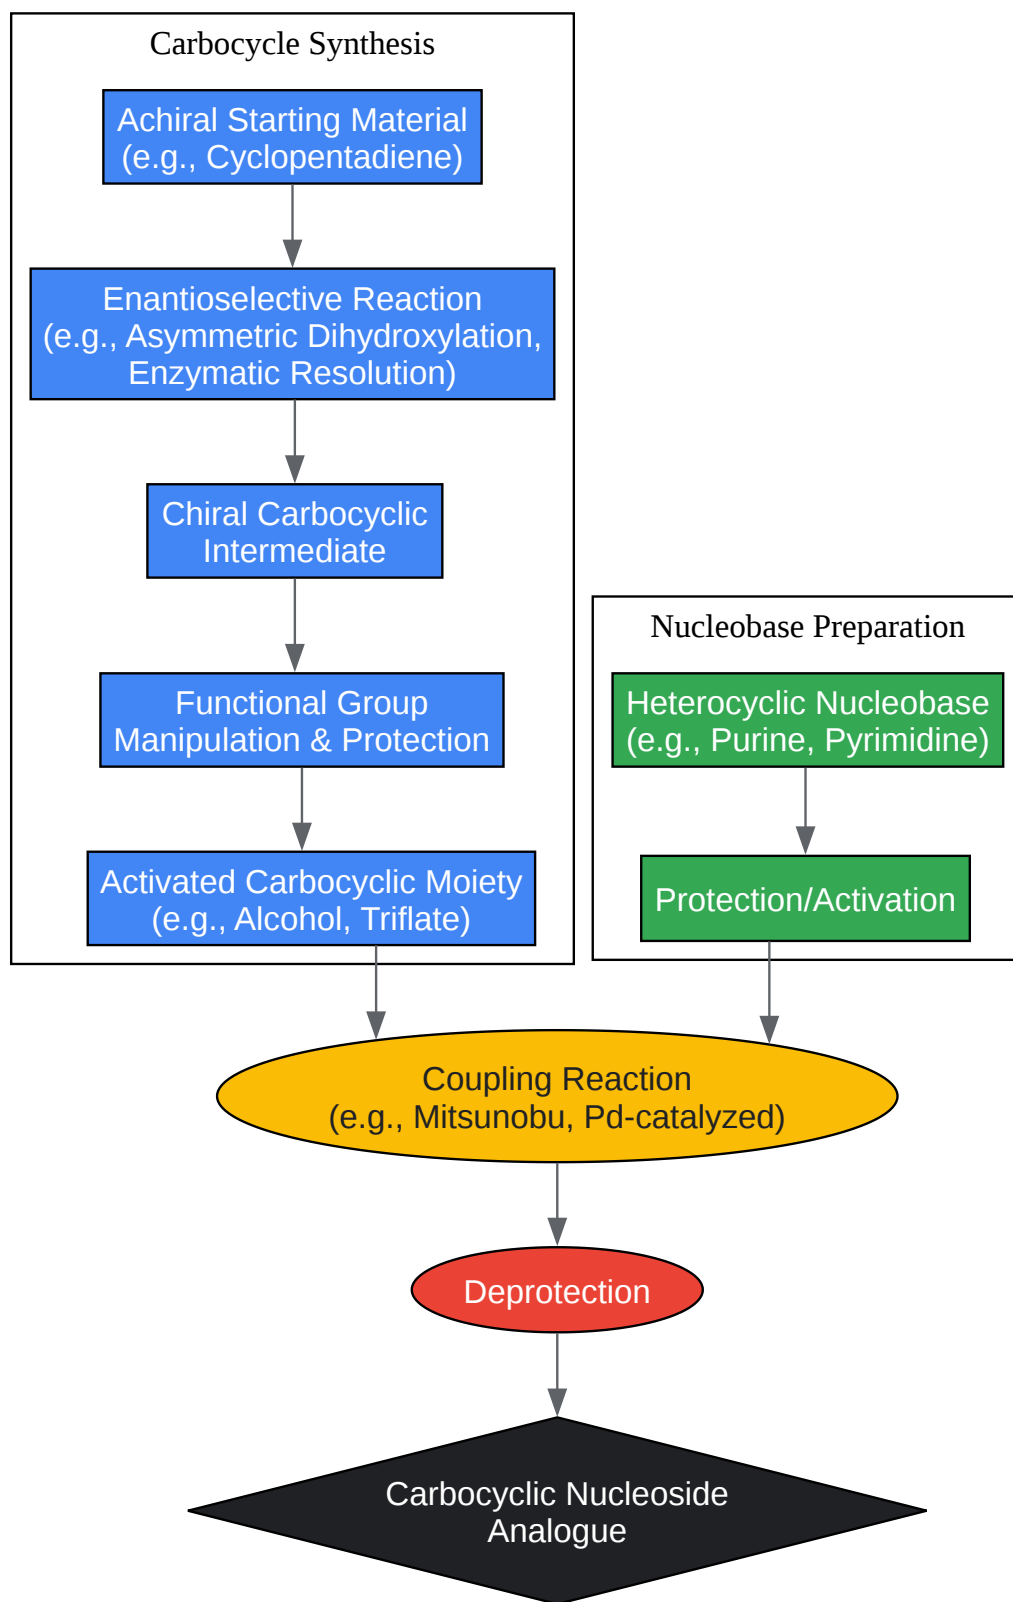 Carbocycle Synthesis
Achiral Starting Material
(e.g., Cyclopentadiene)
Enantioselective Reaction
(e.g., Asymmetric Dihydroxylation,
Enzymatic Resolution)
Chiral Carbocyclic
Intermediate
Functional Group
Manipulation & Protection
Activated Carbocyclic Moiety
(e.g., Alcohol, Triflate)
Nucleobase Preparation
Heterocyclic Nucleobase
(e.g., Purine, Pyrimidine)
Protection/Activation
Coupling Reaction
(e.g., Mitsunobu, Pd-catalyzed)
Deprotection
Carbocyclic Nucleoside
Analogue